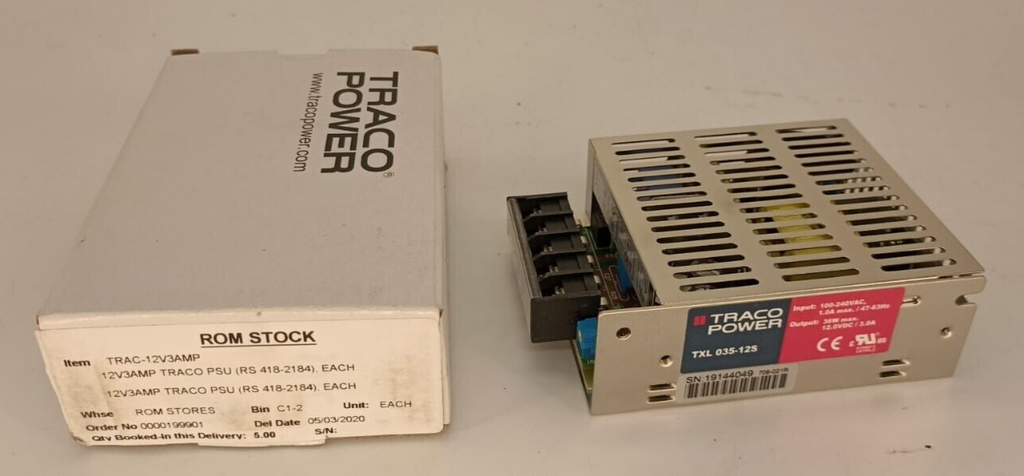 TRACO
POWER®
www.tracopower.com
ROM STOCK
Item TRAC-12V3AMP
12V3AMP TRACO PSU (RS 418-2184), EACH
12V3AMP TRACO PSU (RS 418-2184), EACH
Whse ROM STORES Bin C1-2 Unit: EACH
Order No 0000199901 Del Date 05/03/2020
Qty Booked-in this Delivery: 5.00 S/N:
TRACO
POWER
TXL 035-12S
Input: 100-240VAC,
1.0A max. / 47-63Hz
Output: 36W max.
12.0VDC / 3.0A
CE c UL us
SN 19144049